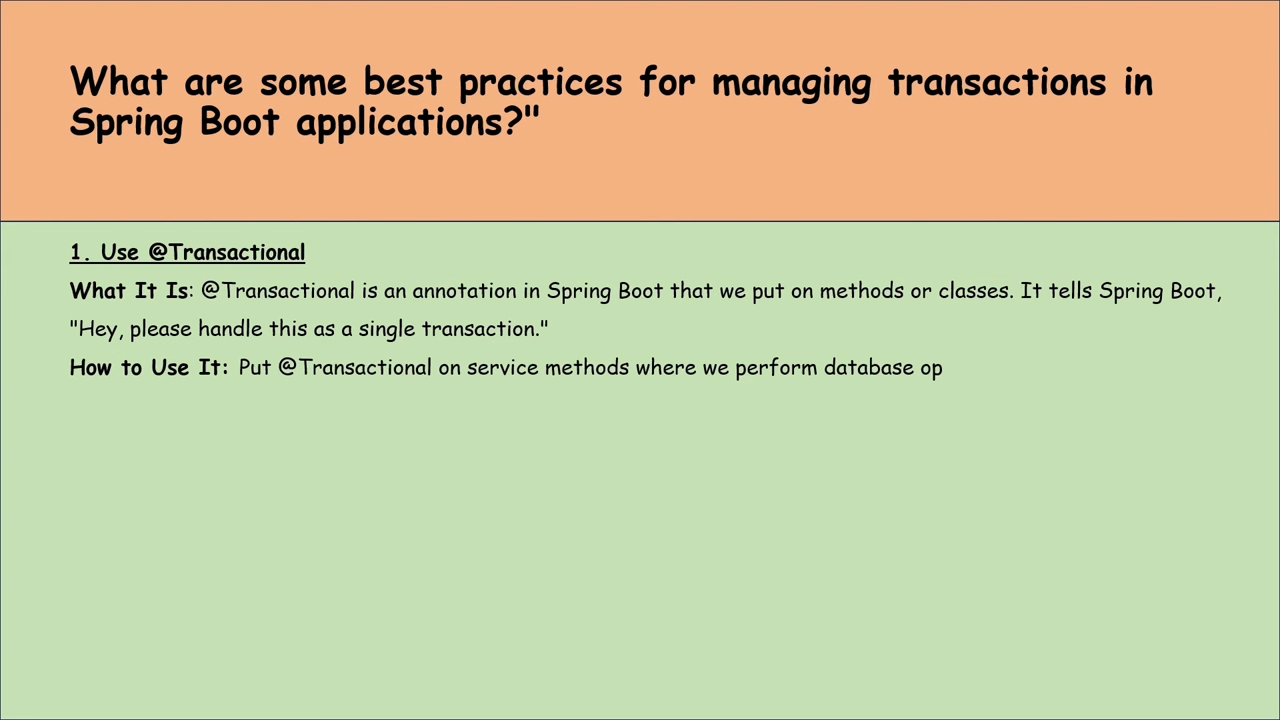 What are some best practices for managing transactions in
Spring Boot applications?"
1. Use @Transactional
What It Is: @Transactional is an annotation in Spring Boot that we put on methods or classes. It tells Spring Boot,
"Hey, please handle this as a single transaction."
How to Use It: Put @Transactional on service methods where we perform database op